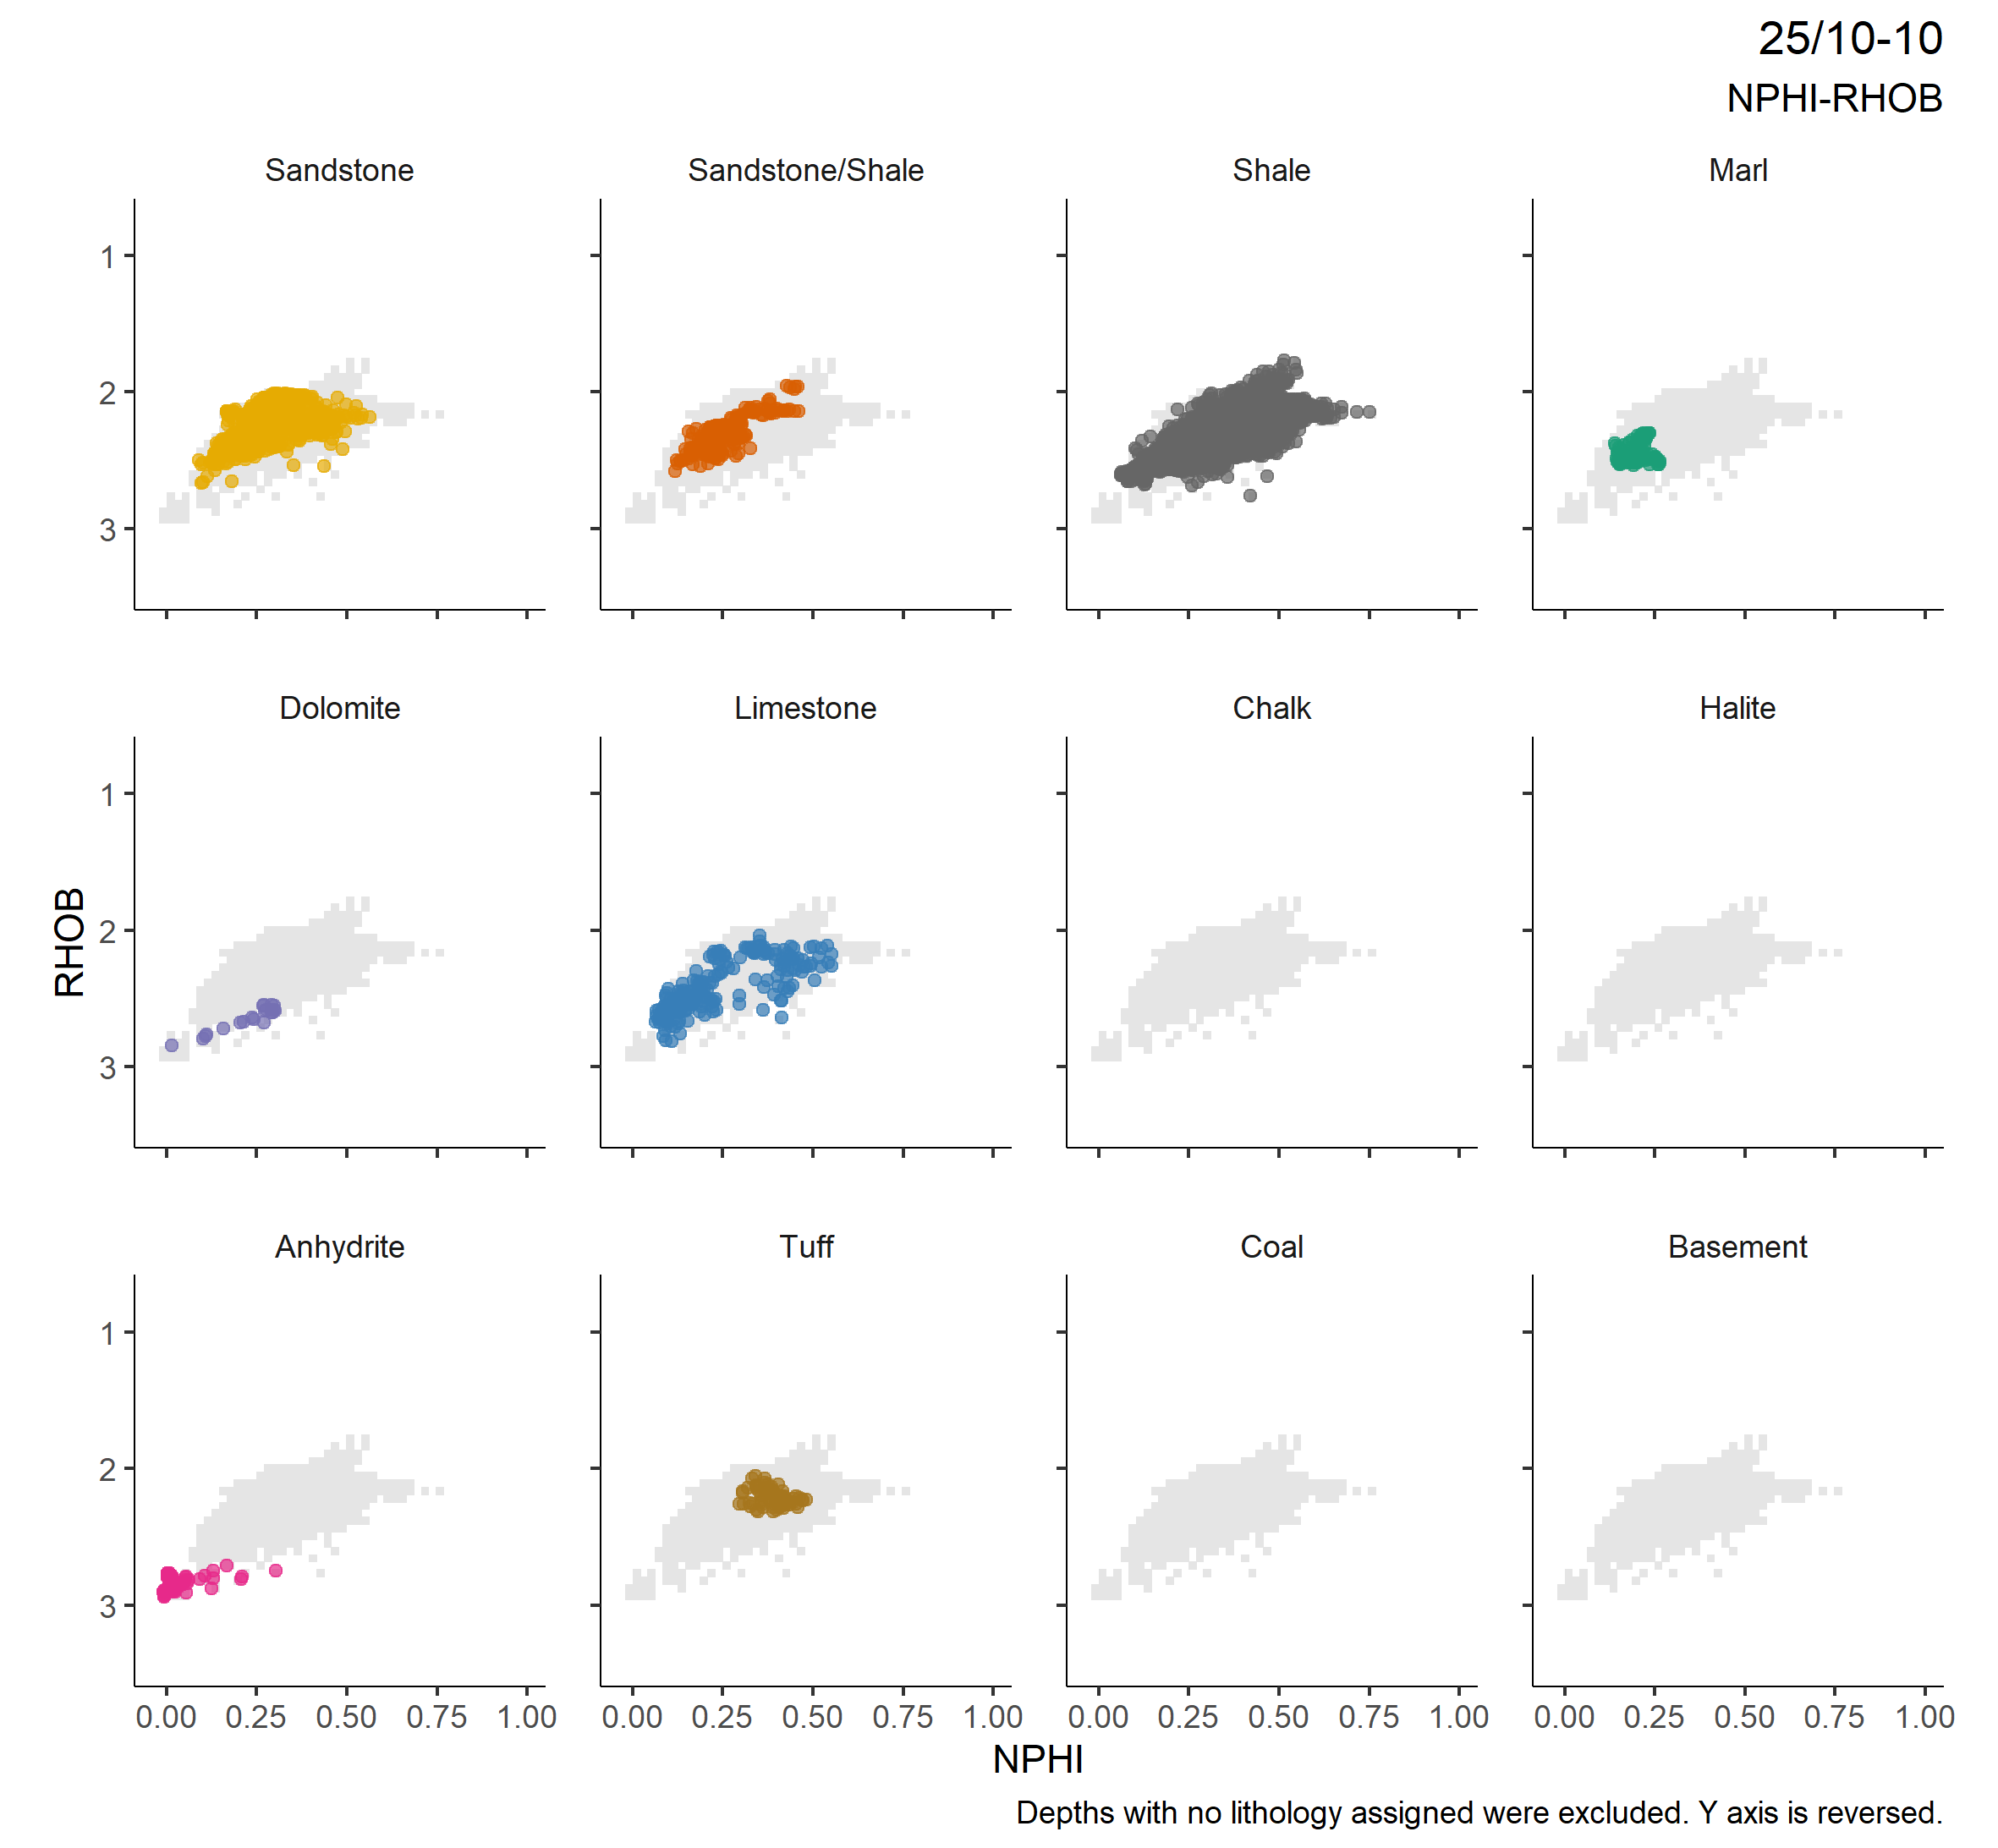 25/10-10
NPHI-RHOB
Sandstone Sandstone/Shale Shale Marl
1
2
3
Dolomite Limestone Chalk Halite
1
2
3
RHOB
Anhydrite Tuff Coal Basement
1
2
3
0.00 0.25 0.50 0.75 1.00 0.00 0.25 0.50 0.75 1.00 0.00 0.25 0.50 0.75 1.00 0.00 0.25 0.50 0.75 1.00
NPHI
Depths with no lithology assigned were excluded. Y axis is reversed.